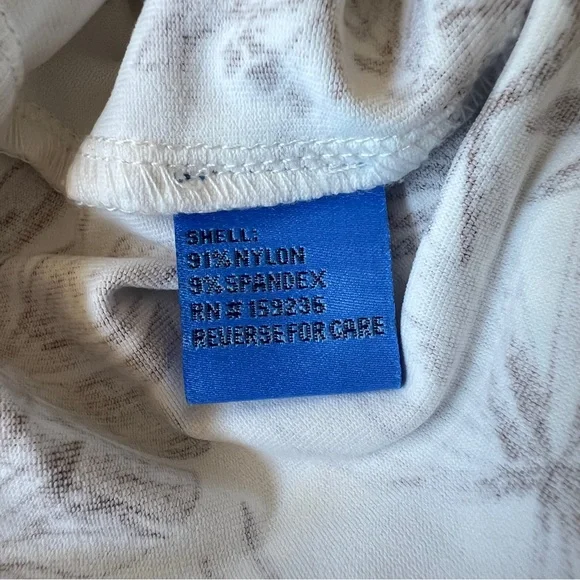 SHELL:
91% NYLON
9% SPANDEX
RN # 159236
REVERSE FOR CARE